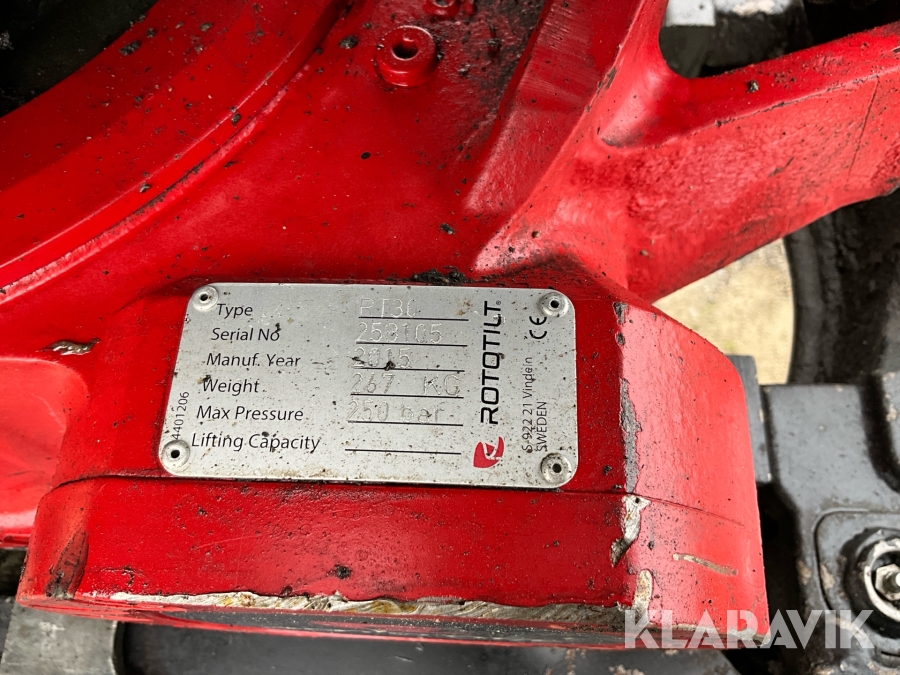 Type RT30
Serial No 259105
Manuf. Year 2015
Weight 267 KG
Max Pressure 250 bar
Lifting Capacity
4401206
ROTOTILT®
CE
S-922 21 Vindeln
SWEDEN
KLARAVIK